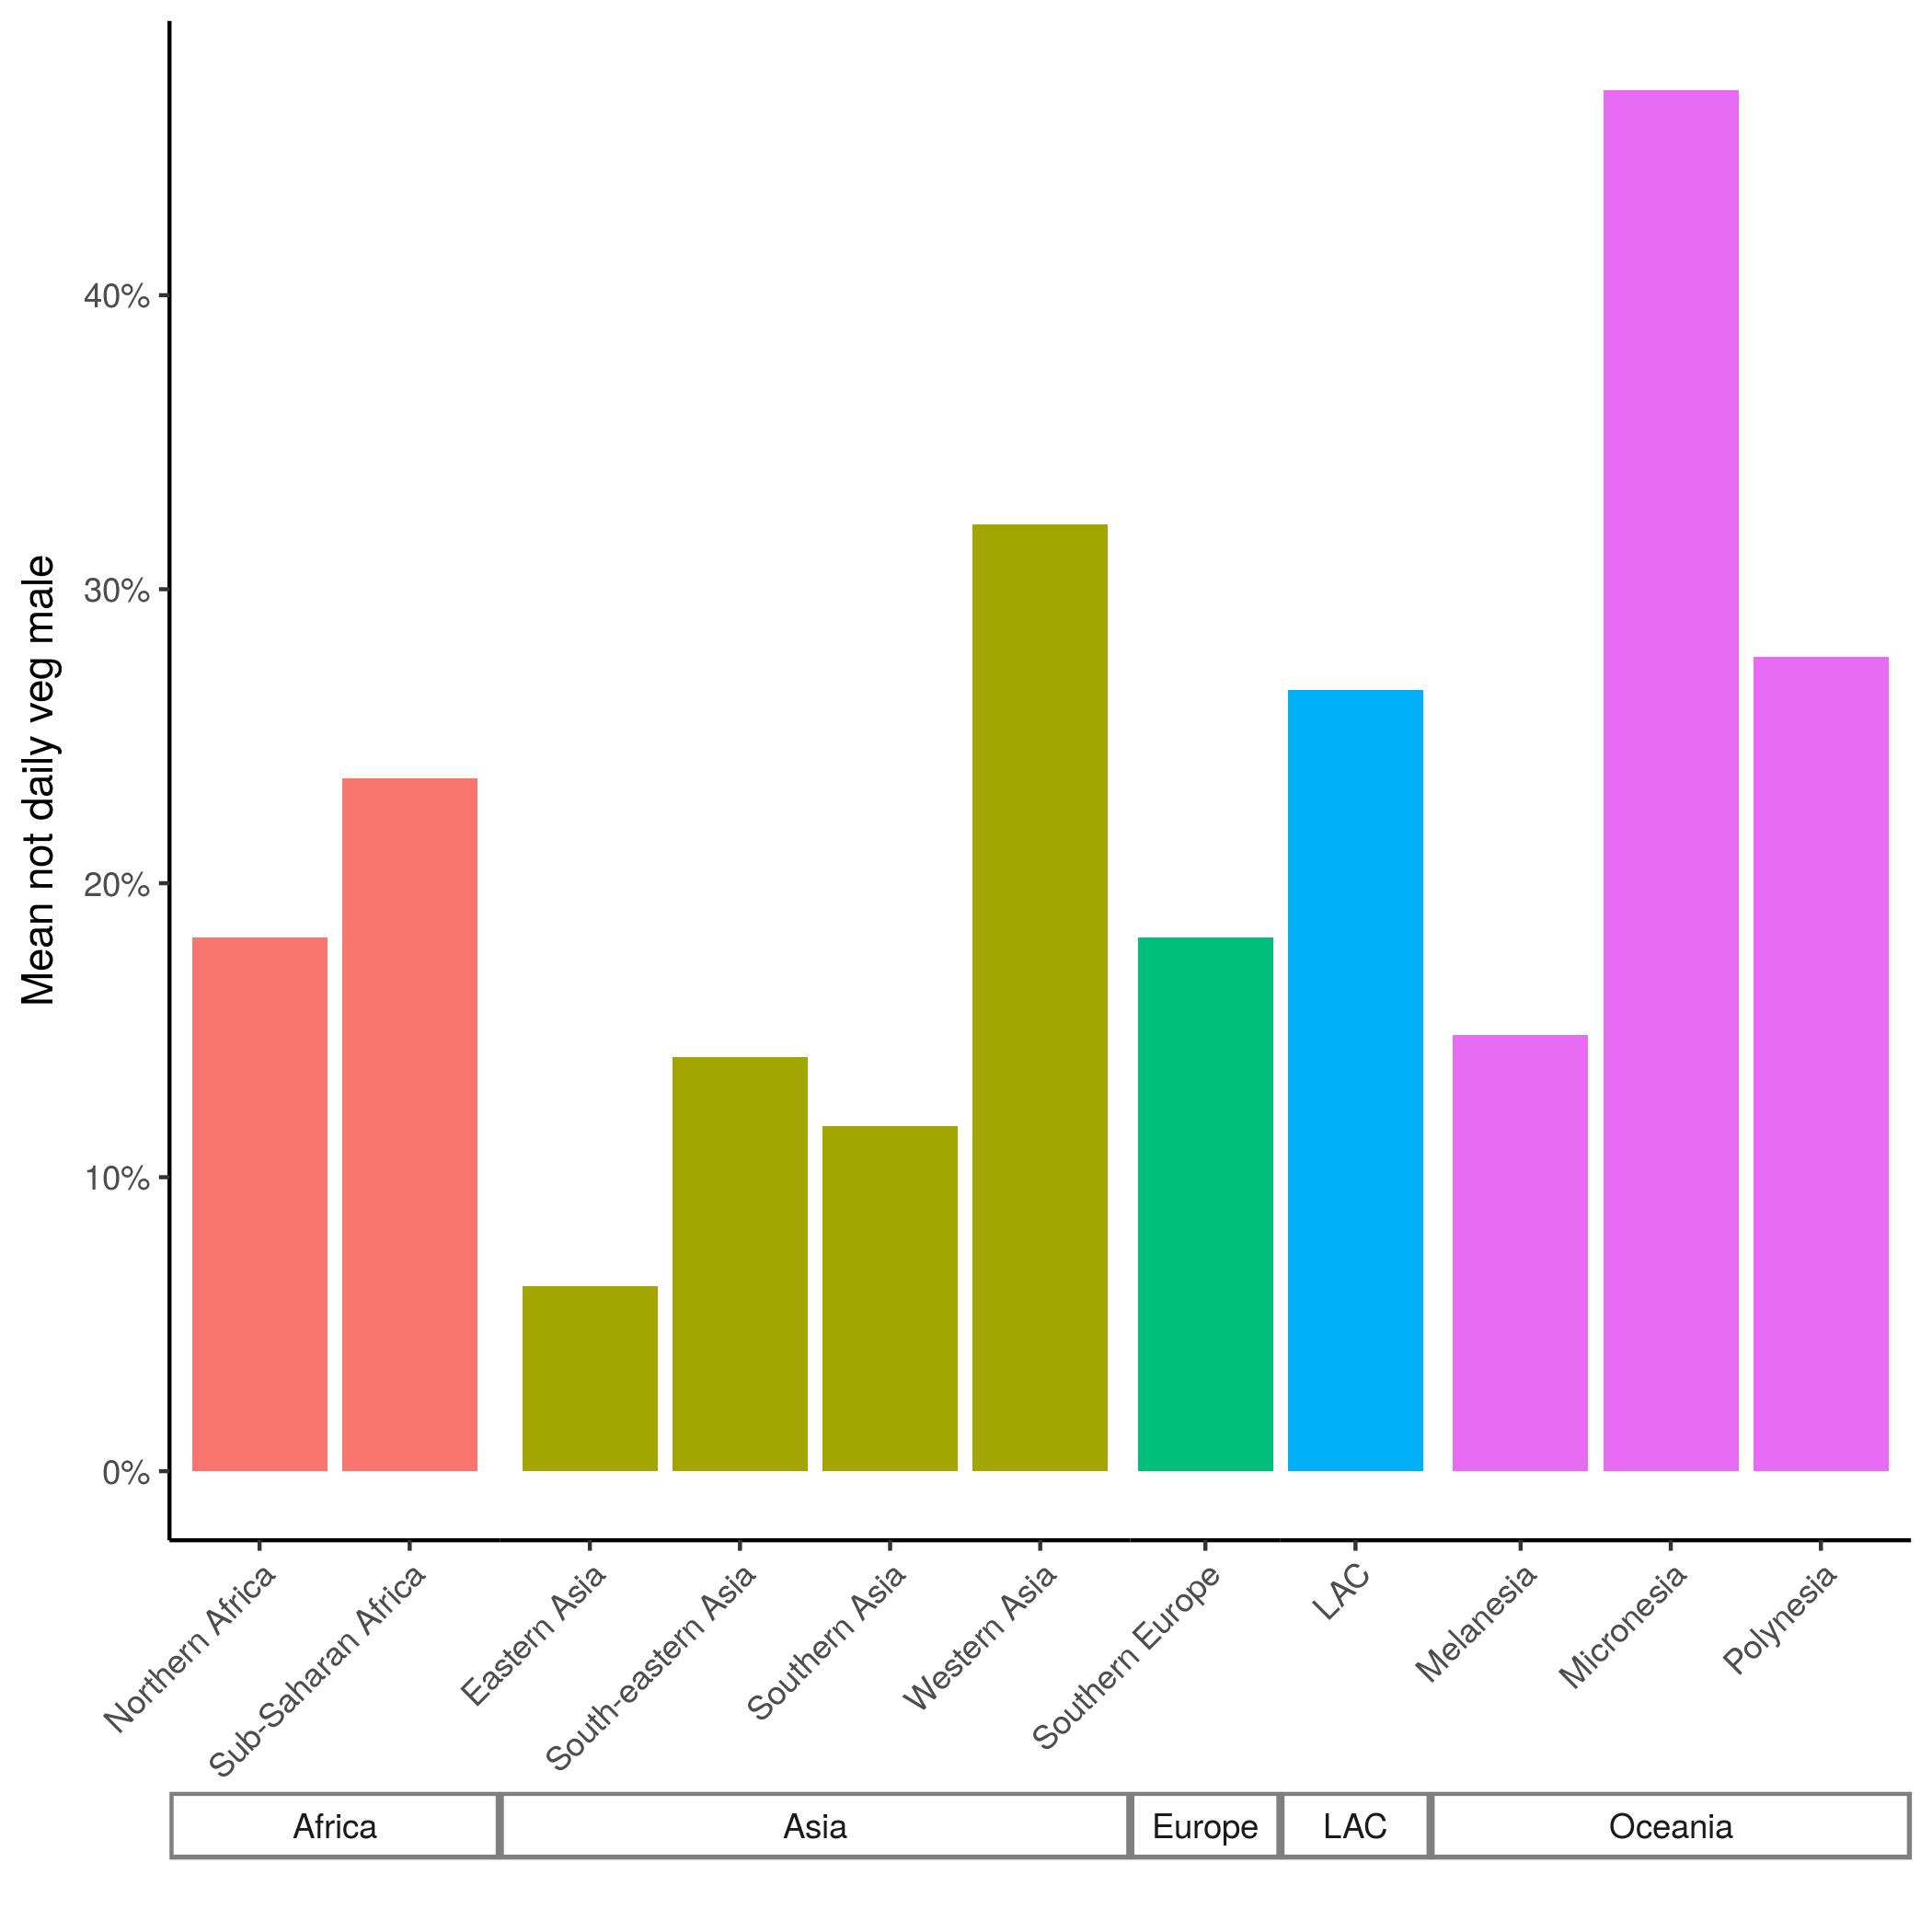 Mean not daily veg male
40%
30%
20%
10%
0%
Northern Africa
Sub-Saharan Africa
Eastern Asia
South-eastern Asia
Southern Asia
Western Asia
Southern Europe
LAC
Melanesia
Micronesia
Polynesia
Africa
Asia
Europe
LAC
Oceania